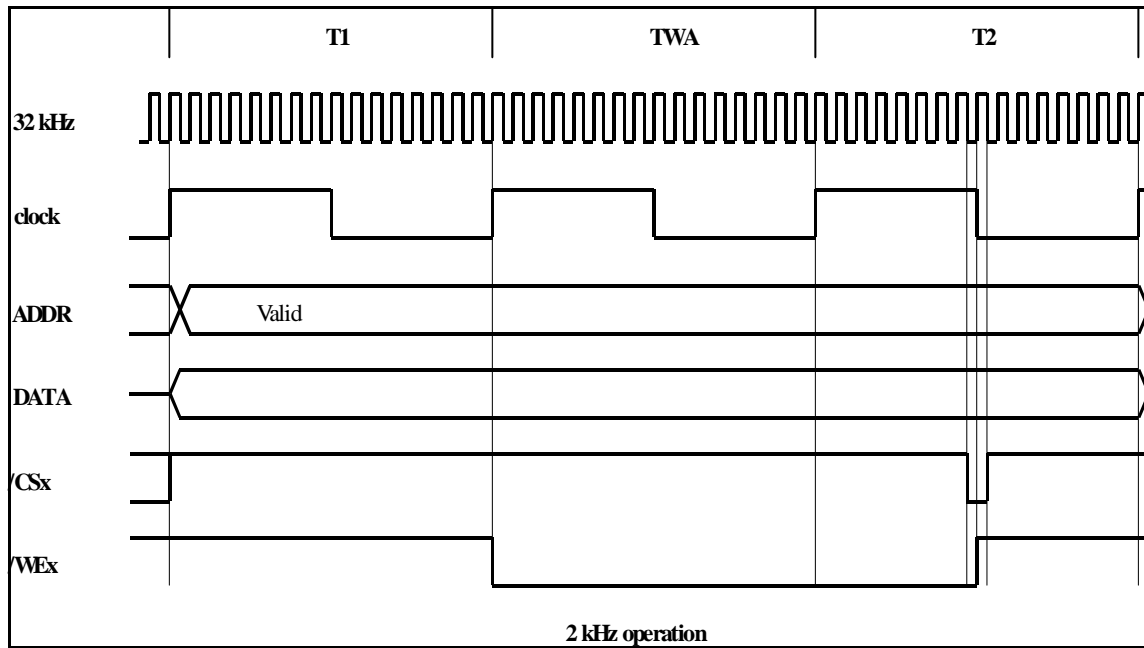 T1 TWA T2
32 kHz
clock
ADDR Valid
DATA
/CSx
/WEx
2 kHz operation